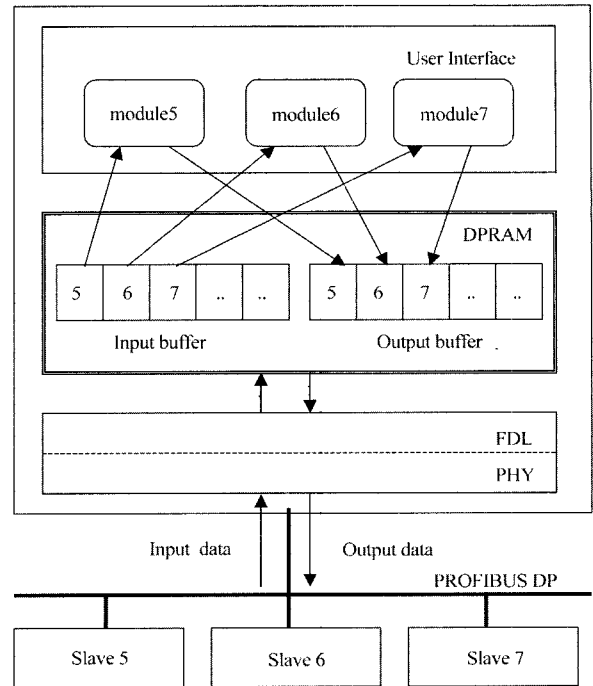 User Interface
module5 module6 module7
DPRAM
5 6 7 .. .. 5 6 7 .. ..
Input buffer Output buffer
FDL
PHY
Input data Output data
PROFIBUS DP
Slave 5 Slave 6 Slave 7